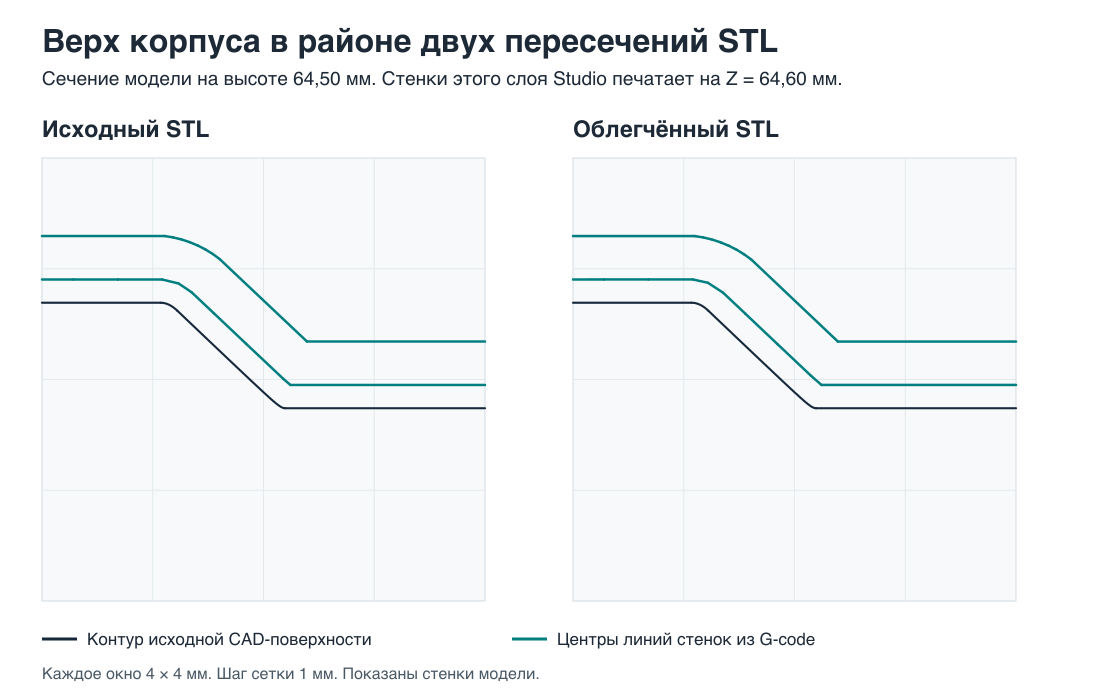 Верх корпуса в районе двух пересечений STL
Сечение модели на высоте 64,50 мм. Стенки этого слоя Studio печатает на Z = 64,60 мм.
Исходный STL
Облегчённый STL
Контур исходной CAD-поверхности
Центры линий стенок из G-code
Каждое окно 4 × 4 мм. Шаг сетки 1 мм. Показаны стенки модели.